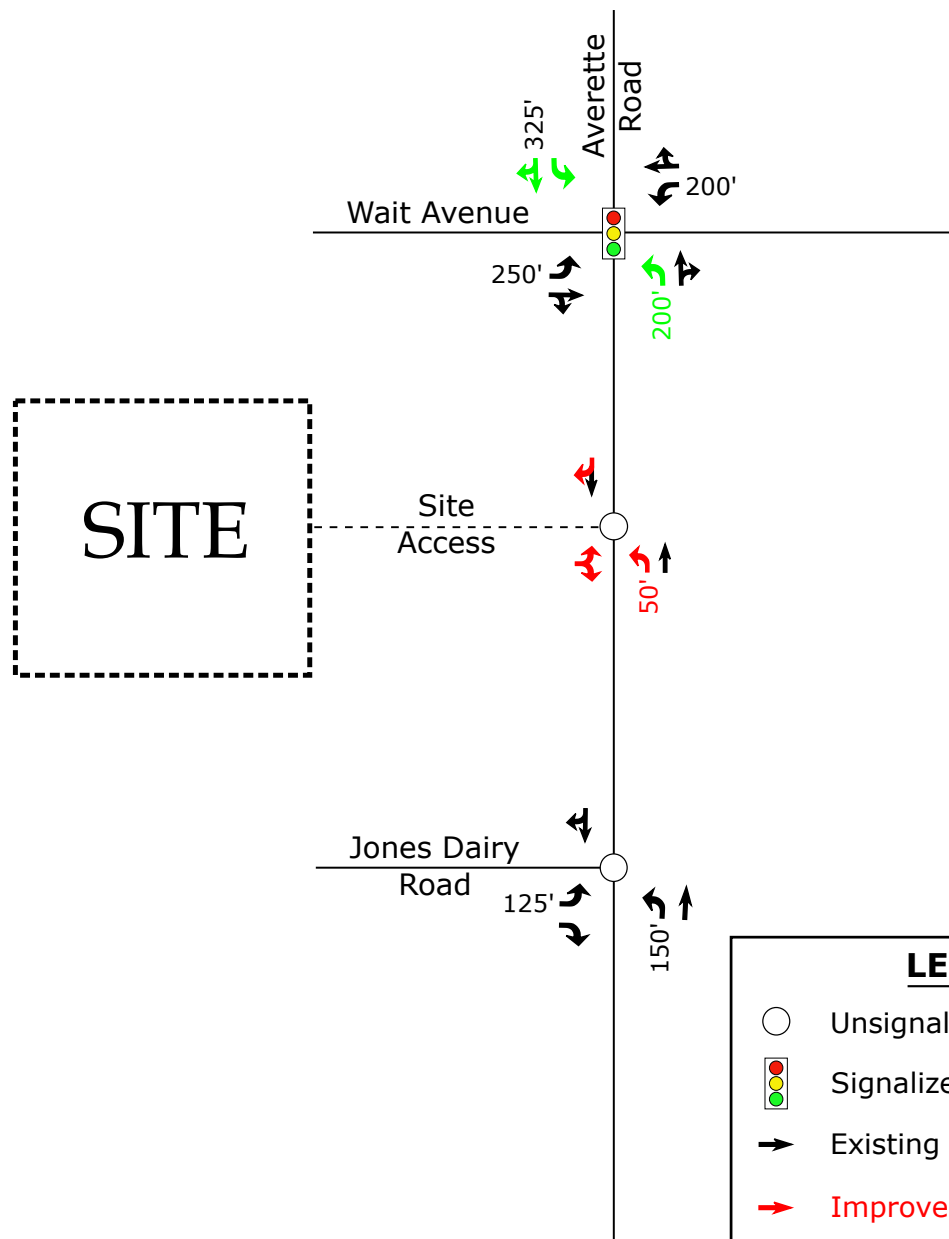 Averette
Road
325'
200'
Wait Avenue
250'
200'
SITE
Site
Access
50'
Jones Dairy
Road
125'
150'
LE
Unsignal
Signalize
Existing
Improve